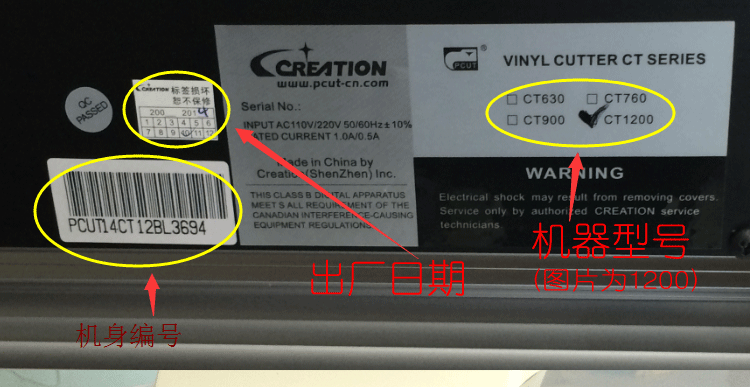 QC
PASSED
CREATION
标签损坏
恕不保修
200 2014
1 2 3 4 5 6
7 8 9 10 11 12
PCUT14CT12BL3694
CREATION
www.pcut-cn.com
Serial No.:
INPUT AC110V/220V 50/60Hz±10%
RATED CURRENT 1.0A/0.5A
Made in China by
Creation(ShenZhen) Inc.
THIS CLASS B DIGITAL APPARATUS
MEETS ALL REQUIREMENT OF THE
CANADIAN INTERFERENCE-CAUSING
EQUIPMENT REGULATIONS.
PCUT
®
VINYL CUTTER CT SERIES
CT630 CT760
CT900 CT1200
WARNING
Electrical shock may result from removing covers.
Service only by authorized CREATION service
technicians.
机器型号
(图片为1200)
出厂日期
机身编号